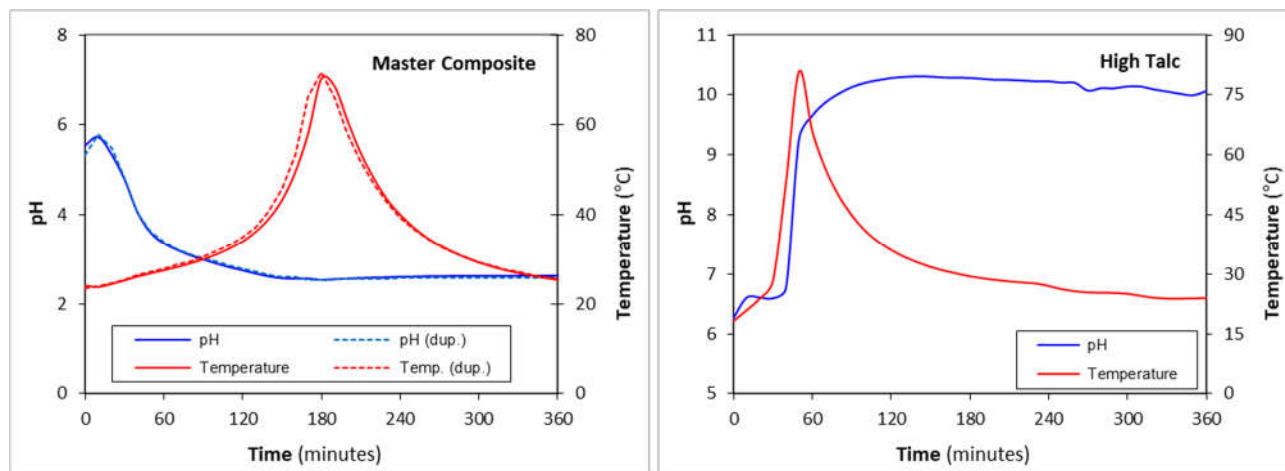 Master Composite
8
6
4
2
0
pH
80
60
40
20
0
Temperature (°C)
pH
pH (dup.)
Temperature
Temp. (dup.)
0
60
120
180
240
300
360
Time (minutes)
High Talc
11
10
9
8
7
6
5
pH
90
75
60
45
30
15
0
Temperature (°C)
pH
Temperature
0
60
120
180
240
300
360
Time (minutes)